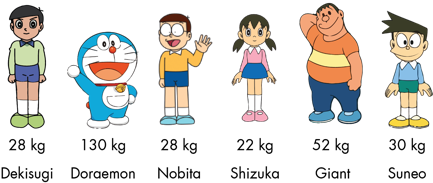 28 kg 130 kg 28 kg 22 kg 52 kg 30 kg
Dekisugi Doraemon Nobita Shizuka Giant Suneo